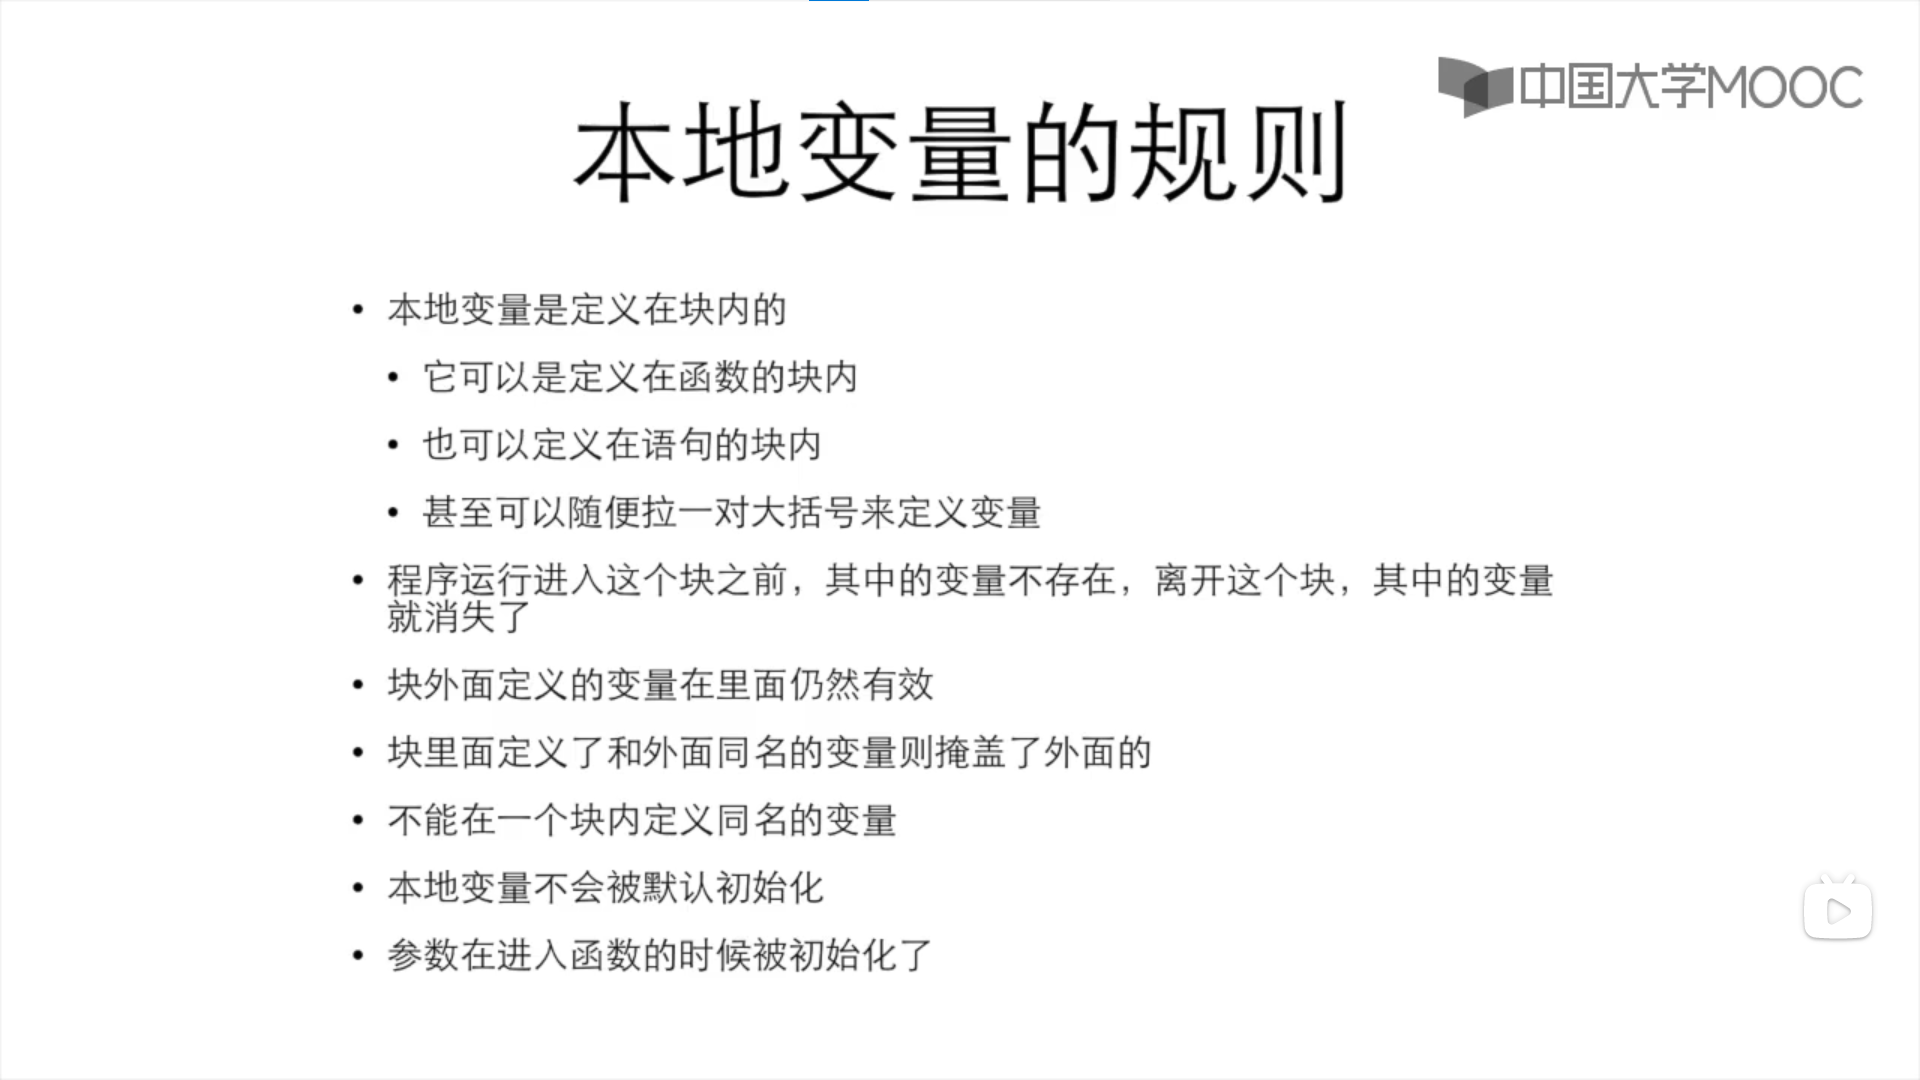 中国大学MOOC
本地变量的规则
• 本地变量是定义在块内的
• 它可以是定义在函数的块内
• 也可以定义在语句的块内
• 甚至可以随便拉一对大括号来定义变量
• 程序运行进入这个块之前，其中的变量不存在，离开这个块，其中的变量
就消失了
• 块外面定义的变量在里面仍然有效
• 块里面定义了和外面同名的变量则掩盖了外面的
• 不能在一个块内定义同名的变量
• 本地变量不会被默认初始化
• 参数在进入函数的时候被初始化了